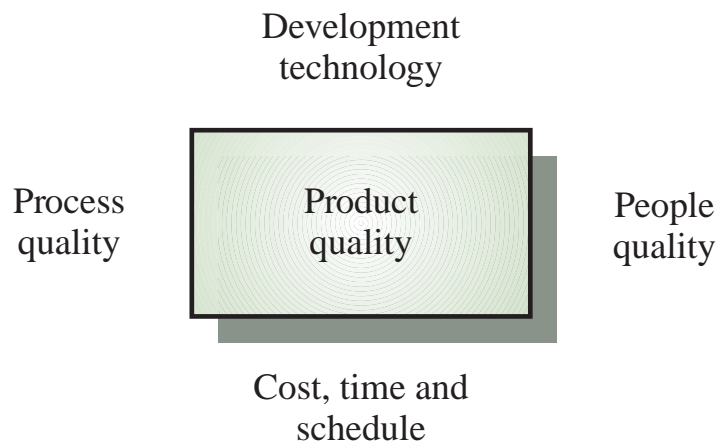 Development
technology
Process
quality
Product
quality
People
quality
Cost, time and
schedule